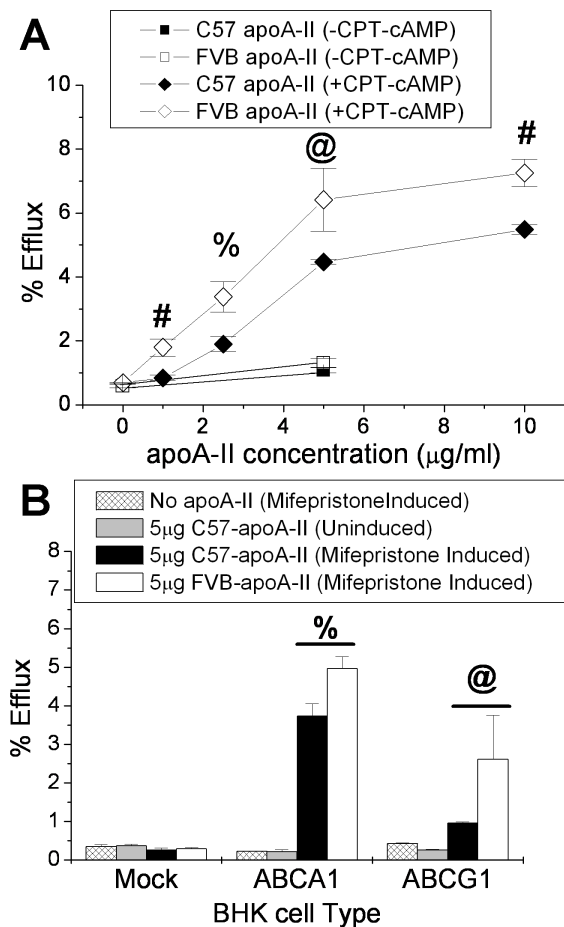 A
C57 apoA-II (-CPT-cAMP)
FVB apoA-II (-CPT-cAMP)
C57 apoA-II (+CPT-cAMP)
FVB apoA-II (+CPT-cAMP)
10
8
6
4
2
0
% Efflux
#
%
@
#
0
2
4
6
8
10
apoA-II concentration (μg/ml)
B
No apoA-II (MifepristoneInduced)
5μg C57-apoA-II (Uninduced)
5μg C57-apoA-II (Mifepristone Induced)
5μg FVB-apoA-II (Mifepristone Induced)
8
7
6
5
4
3
2
1
0
% Efflux
%
@
Mock
ABCA1
ABCG1
BHK cell Type